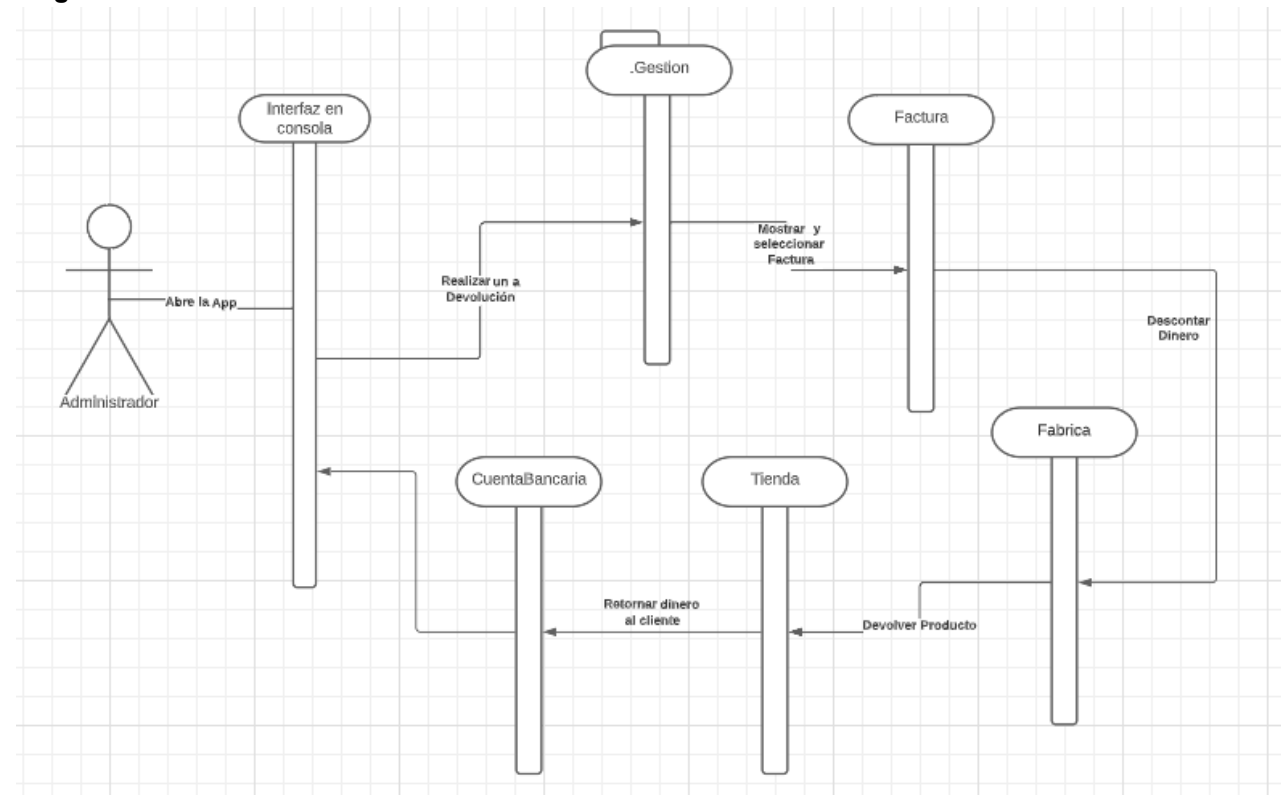 .Gestion
Interfaz en
consola
Factura
Mostrar y
seleccionar
Factura
Realizar un a
Devolución
Abre la App
Descontar
Dinero
Administrador
Fabrica
CuentaBancaria
Tienda
Retornar dinero
al cliente
Devolver Producto